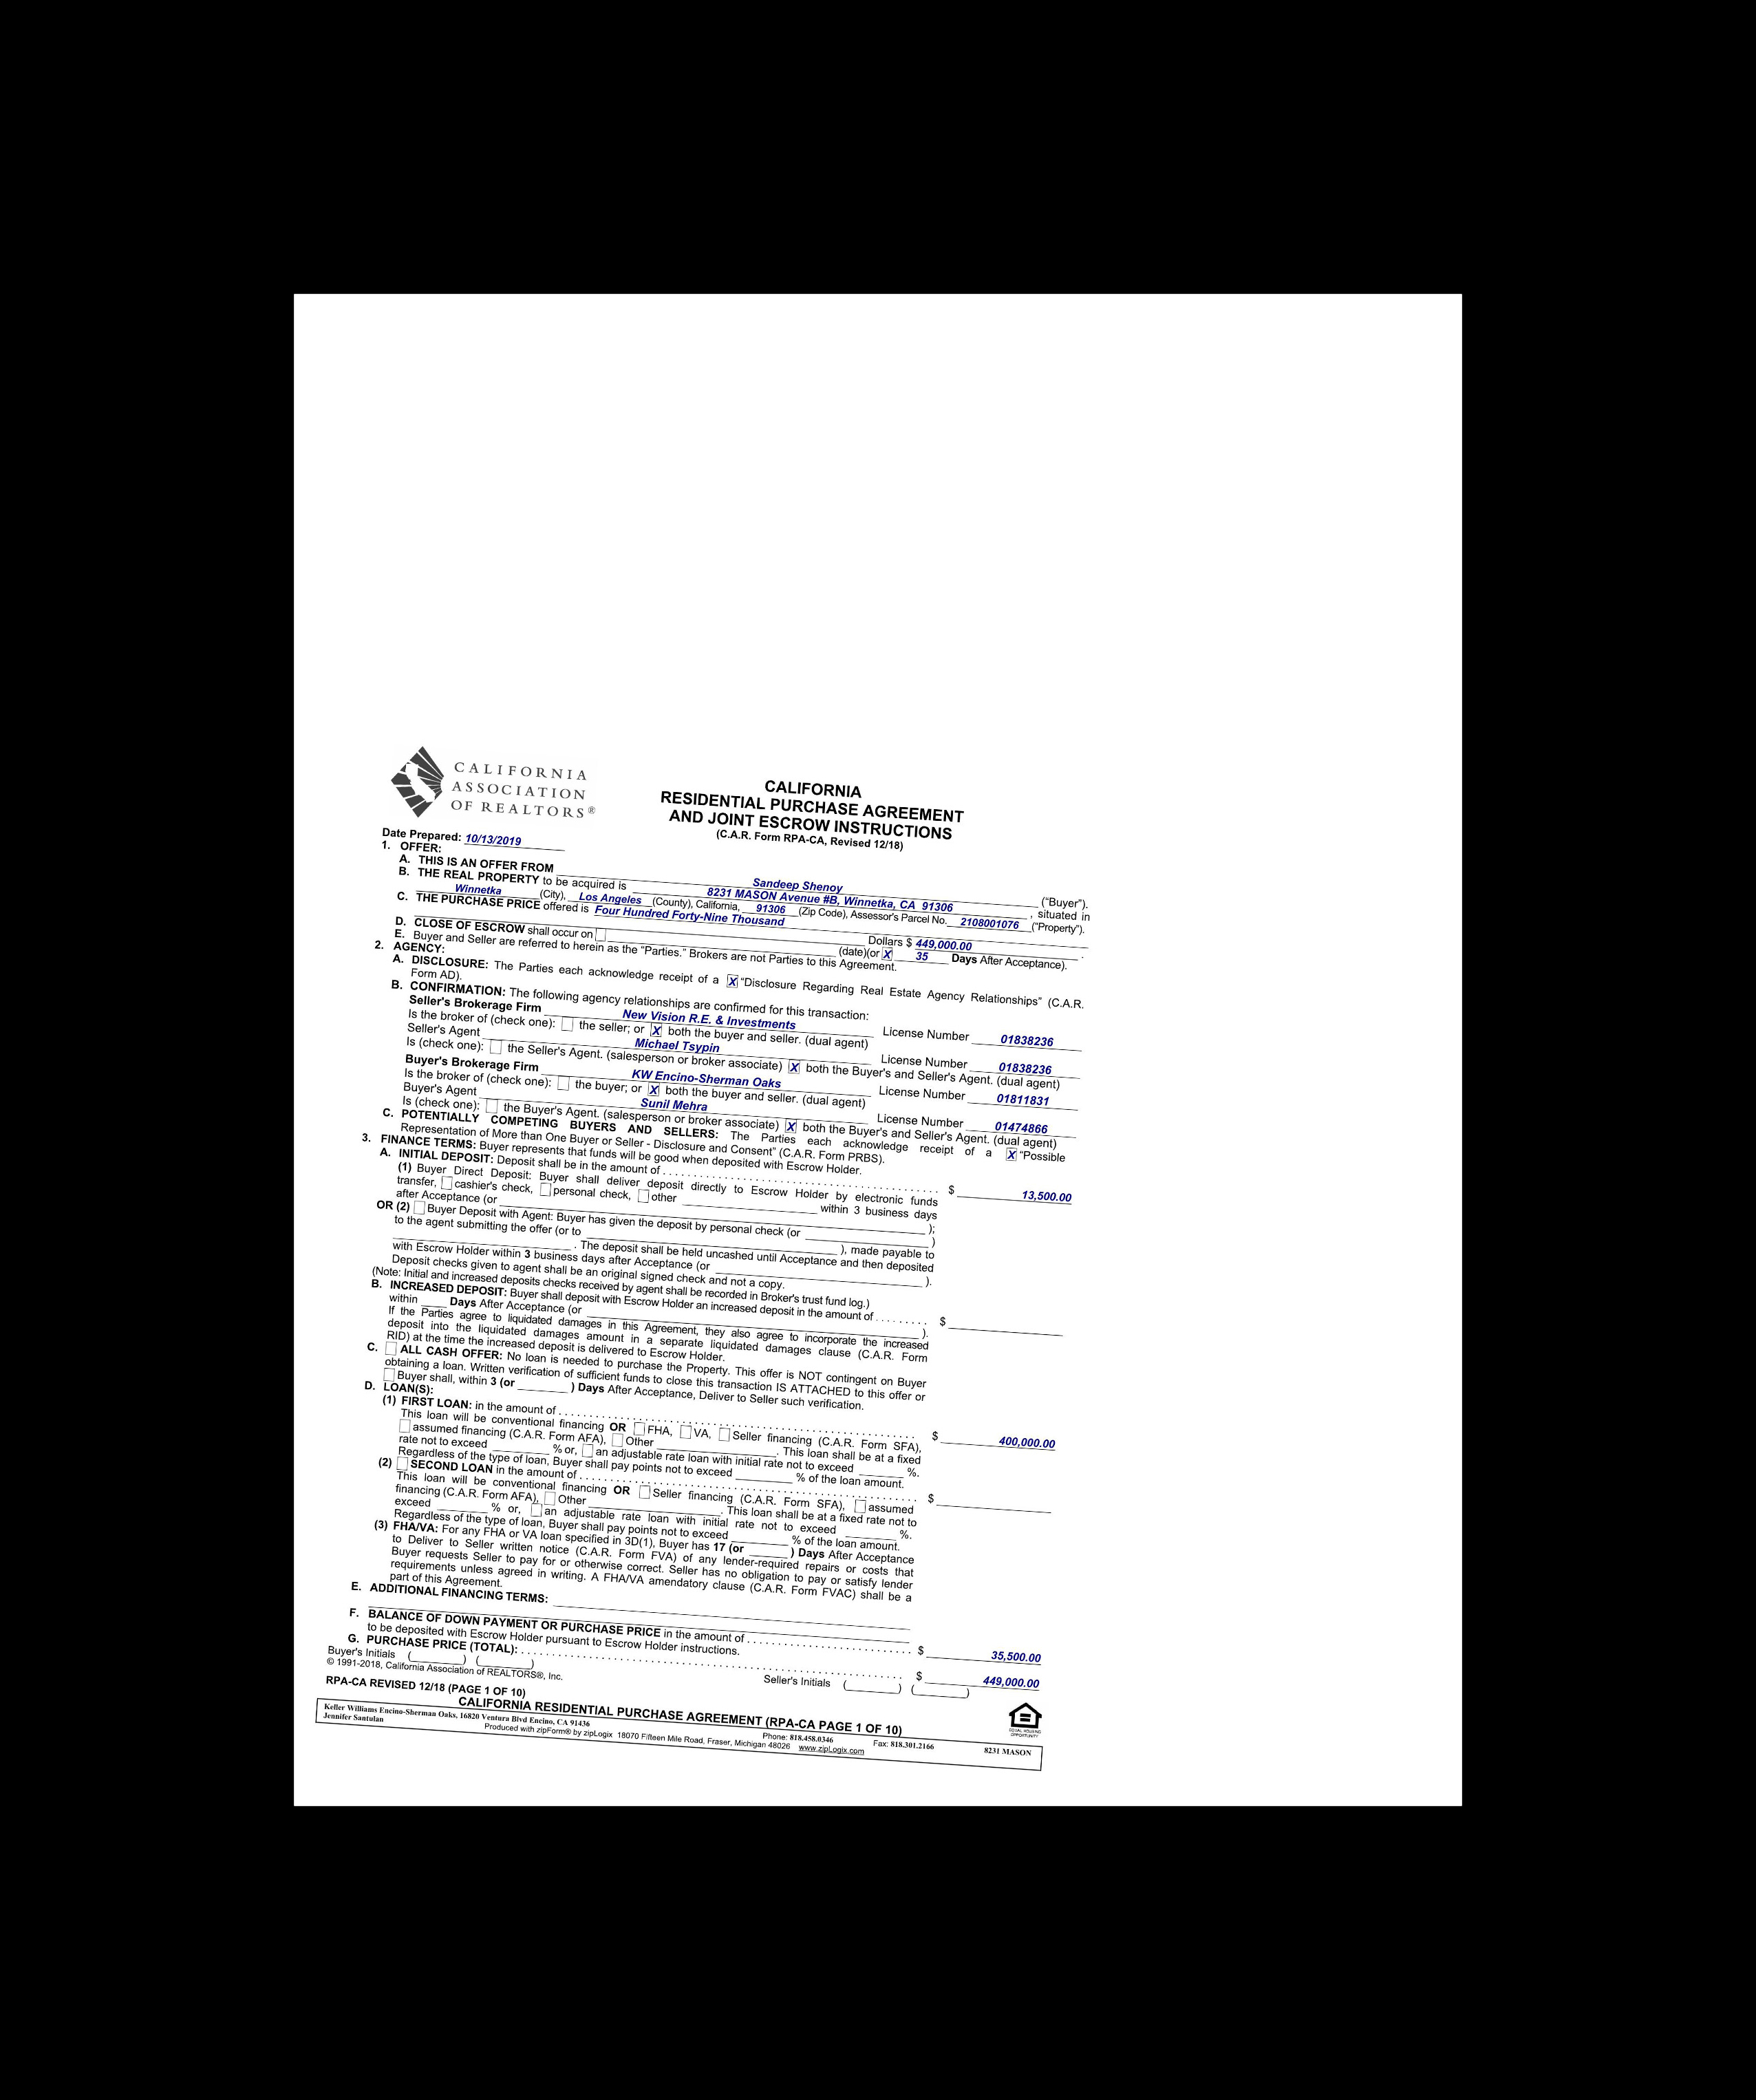 CALIFORNIA
ASSOCIATION
OF REALTORS®
CALIFORNIA
RESIDENTIAL PURCHASE AGREEMENT
AND JOINT ESCROW INSTRUCTIONS
(C.A.R. Form RPA-CA, Revised 12/18)
Date Prepared: 10/13/2019
1. OFFER:
A. THIS IS AN OFFER FROM Sandeep Shenoy ("Buyer").
B. THE REAL PROPERTY to be acquired is 8231 MASON Avenue #B, Winnetka, CA 91306 , situated in
Winnetka (City), Los Angeles (County), California, 91306 (Zip Code), Assessor's Parcel No. 2108001076 ("Property").
C. THE PURCHASE PRICE offered is Four Hundred Forty-Nine Thousand
Dollars $ 449,000.00 .
D. CLOSE OF ESCROW shall occur on (date)(or X 35 Days After Acceptance).
E. Buyer and Seller are referred to herein as the "Parties." Brokers are not Parties to this Agreement.
2. AGENCY:
A. DISCLOSURE: The Parties each acknowledge receipt of a X "Disclosure Regarding Real Estate Agency Relationships" (C.A.R.
Form AD).
B. CONFIRMATION: The following agency relationships are confirmed for this transaction:
Seller's Brokerage Firm New Vision R.E. & Investments License Number 01838236
Is the broker of (check one): the seller; or X both the buyer and seller. (dual agent)
Seller's Agent Michael Tsypin License Number 01838236
Is (check one): the Seller's Agent. (salesperson or broker associate) X both the Buyer's and Seller's Agent. (dual agent)
Buyer's Brokerage Firm KW Encino-Sherman Oaks License Number 01811831
Is the broker of (check one): the buyer; or X both the buyer and seller. (dual agent)
Buyer's Agent Sunil Mehra License Number 01474866
Is (check one): the Buyer's Agent. (salesperson or broker associate) X both the Buyer's and Seller's Agent. (dual agent)
C. POTENTIALLY COMPETING BUYERS AND SELLERS: The Parties each acknowledge receipt of a X "Possible
Representation of More than One Buyer or Seller - Disclosure and Consent" (C.A.R. Form PRBS).
3. FINANCE TERMS: Buyer represents that funds will be good when deposited with Escrow Holder.
A. INITIAL DEPOSIT: Deposit shall be in the amount of . . . . . . . . . . $ 13,500.00
(1) Buyer Direct Deposit: Buyer shall deliver deposit directly to Escrow Holder by electronic funds
transfer, cashier's check, personal check, other within 3 business days
after Acceptance (or );
OR (2) Buyer Deposit with Agent: Buyer has given the deposit by personal check (or )
to the agent submitting the offer (or to ), made payable to
. The deposit shall be held uncashed until Acceptance and then deposited
with Escrow Holder within 3 business days after Acceptance (or ).
Deposit checks given to agent shall be an original signed check and not a copy.
(Note: Initial and increased deposits checks received by agent shall be recorded in Broker's trust fund log.)
B. INCREASED DEPOSIT: Buyer shall deposit with Escrow Holder an increased deposit in the amount of . . . . . . . . . $
within Days After Acceptance (or ).
If the Parties agree to liquidated damages in this Agreement, they also agree to incorporate the increased
deposit into the liquidated damages amount in a separate liquidated damages clause (C.A.R. Form
RID) at the time the increased deposit is delivered to Escrow Holder.
C. ALL CASH OFFER: No loan is needed to purchase the Property. This offer is NOT contingent on Buyer
obtaining a loan. Written verification of sufficient funds to close this transaction IS ATTACHED to this offer or
Buyer shall, within 3 (or ) Days After Acceptance, Deliver to Seller such verification.
D. LOAN(S):
(1) FIRST LOAN: in the amount of . . . . . . . . . . $ 400,000.00
This loan will be conventional financing OR FHA, VA, Seller financing (C.A.R. Form SFA),
assumed financing (C.A.R. Form AFA), Other . This loan shall be at a fixed
rate not to exceed % or, an adjustable rate loan with initial rate not to exceed %.
Regardless of the type of loan, Buyer shall pay points not to exceed % of the loan amount.
(2) SECOND LOAN in the amount of . . . . . . . . . . $
This loan will be conventional financing OR Seller financing (C.A.R. Form SFA), assumed
financing (C.A.R. Form AFA), Other . This loan shall be at a fixed rate not to
exceed % or, an adjustable rate loan with initial rate not to exceed %.
Regardless of the type of loan, Buyer shall pay points not to exceed % of the loan amount.
(3) FHA/VA: For any FHA or VA loan specified in 3D(1), Buyer has 17 (or ) Days After Acceptance
to Deliver to Seller written notice (C.A.R. Form FVA) of any lender-required repairs or costs that
Buyer requests Seller to pay for or otherwise correct. Seller has no obligation to pay or satisfy lender
requirements unless agreed in writing. A FHA/VA amendatory clause (C.A.R. Form FVAC) shall be a
part of this Agreement.
E. ADDITIONAL FINANCING TERMS:
F. BALANCE OF DOWN PAYMENT OR PURCHASE PRICE in the amount of . . . . . . . . . . $ 35,500.00
to be deposited with Escrow Holder pursuant to Escrow Holder instructions.
G. PURCHASE PRICE (TOTAL): . . . . . . . . . . $ 449,000.00
Buyer's Initials ( ) ( ) Seller's Initials ( ) ( )
© 1991-2018, California Association of REALTORS®, Inc.
RPA-CA REVISED 12/18 (PAGE 1 OF 10)
CALIFORNIA RESIDENTIAL PURCHASE AGREEMENT (RPA-CA PAGE 1 OF 10)
EQUAL HOUSING
OPPORTUNITY
Keller Williams Encino-Sherman Oaks, 16820 Ventura Blvd Encino, CA 91436 Phone: 818.458.0346 Fax: 818.301.2166 8231 MASON
Jennifer Santulan Produced with zipForm® by zipLogix 18070 Fifteen Mile Road, Fraser, Michigan 48026 www.zipLogix.com